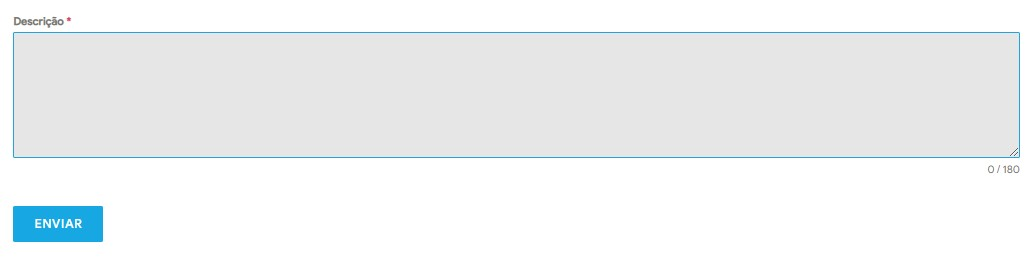 Descrição *
0 / 180
ENVIAR